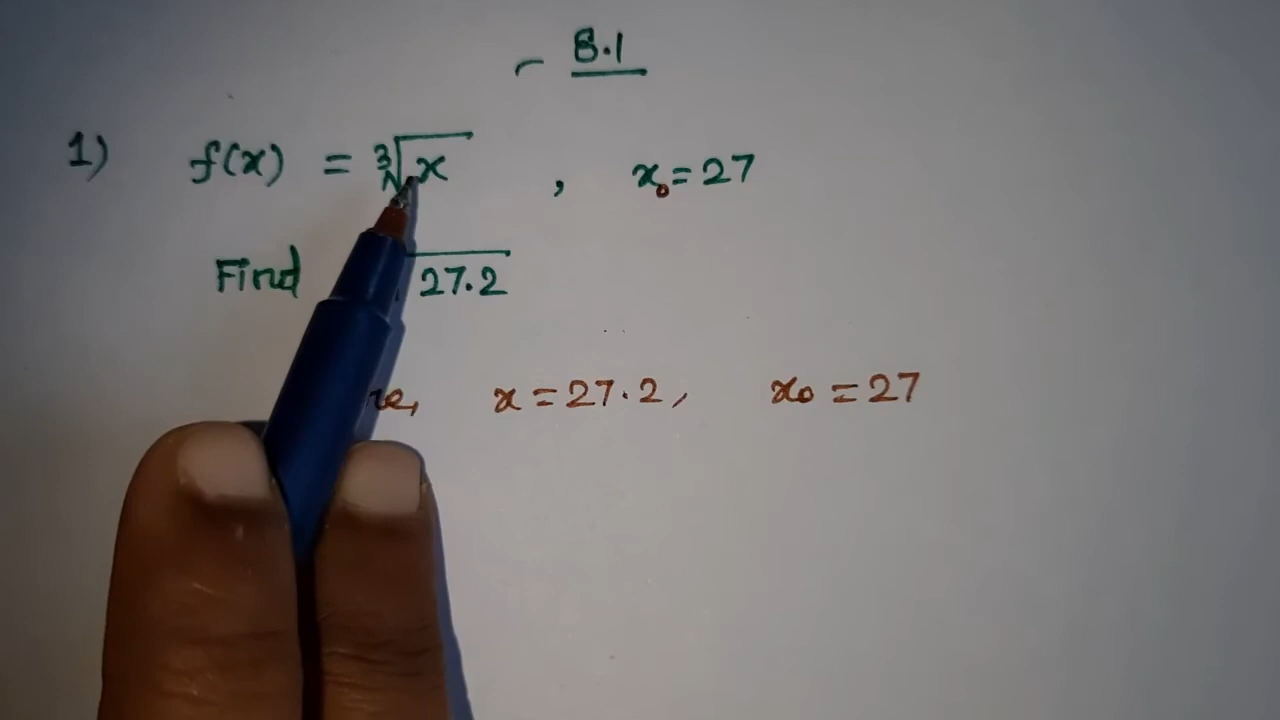 8.1
1) f(x) = ∛x , x₀ = 27
Find √27.2
x = 27.2, x₀ = 27